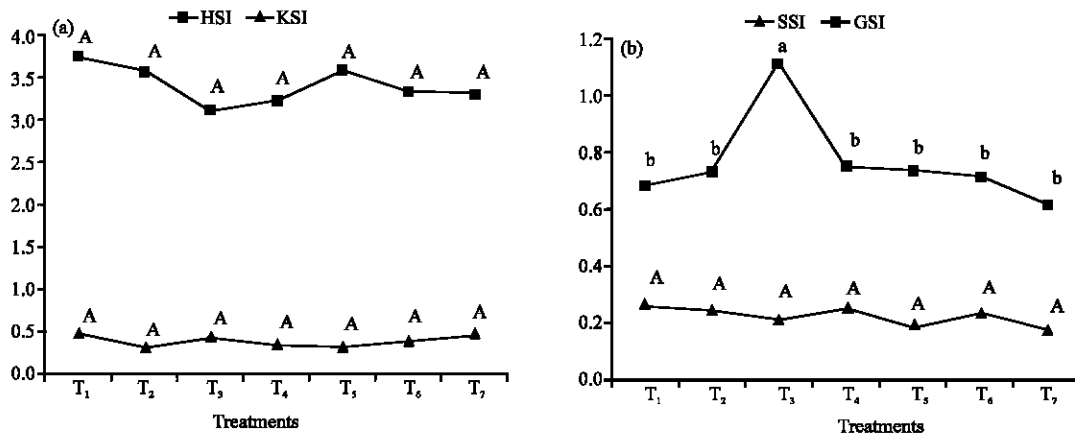 (a)
HSI KSI
A A A A A A A
4.0
3.5
3.0
2.5
2.0
1.5
1.0
0.5
0.0
A A A A A A A
T₁ T₂ T₃ T₄ T₅ T₆ T₇
Treatments
(b)
SSI GSI
1.2
1.0
0.8
0.6
0.4
0.2
0.0
b b a b b b b
A A A A A A A
T₁ T₂ T₃ T₄ T₅ T₆ T₇
Treatments